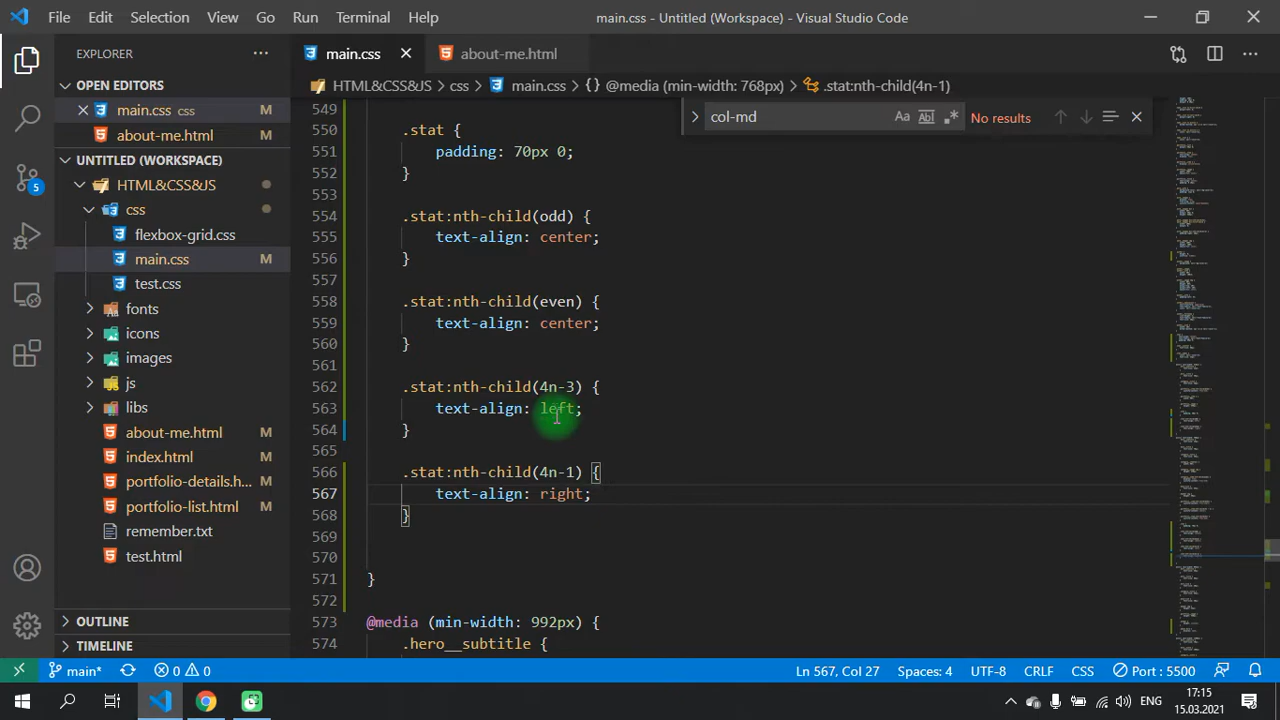 File Edit Selection View Go Run Terminal Help main.css - Untitled (Workspace) - Visual Studio Code
EXPLORER
OPEN EDITORS
main.css css M
about-me.html M
UNTITLED (WORKSPACE)
HTML&CSS&JS
css
flexbox-grid.css
main.css M
test.css
fonts
icons
images
js
libs
about-me.html
index.html
portfolio-details.h...
portfolio-list.html
remember.txt
test.html
OUTLINE
TIMELINE
5
main.css about-me.html
HTML&CSS&JS > css > main.css > {} @media (min-width: 768px) > .stat:nth-child(4n-1)
col-md Aa Ab No results
549
550 .stat {
551 padding: 70px 0;
552 }
553
554 .stat:nth-child(odd) {
555 text-align: center;
556 }
557
558 .stat:nth-child(even) {
559 text-align: center;
560 }
561
562 .stat:nth-child(4n-3) {
563 text-align: left;
564 }
565
566 .stat:nth-child(4n-1) {
567 text-align: right;
568 }
569
570
571 }
572
573 @media (min-width: 992px) {
574 .hero__subtitle {
main* 0 0 Ln 567, Col 27 Spaces: 4 UTF-8 CRLF CSS Port : 5500
ENG 17:15
15.03.2021